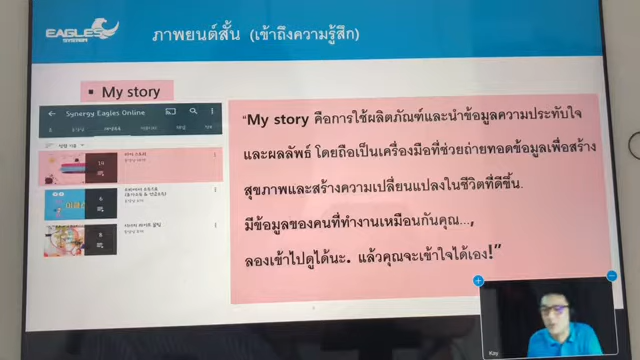 EAGLES
SYSTEM
ภาพยนต์สั้น (เข้าถึงความรู้สึก)
▪ My story
Synergy Eagles Online
14
6
8
"My story คือการใช้ผลิตภัณฑ์และนำข้อมูลความประทับใจ
และผลลัพธ์ โดยถือเป็นเครื่องมือที่ช่วยถ่ายทอดข้อมูลเพื่อสร้าง
สุขภาพและสร้างความเปลี่ยนแปลงในชีวิตที่ดีขึ้น.
มีข้อมูลของคนที่ทำงานเหมือนกันคุณ...,
ลองเข้าไปดูได้นะ. แล้วคุณจะเข้าใจได้เอง!"
Kay